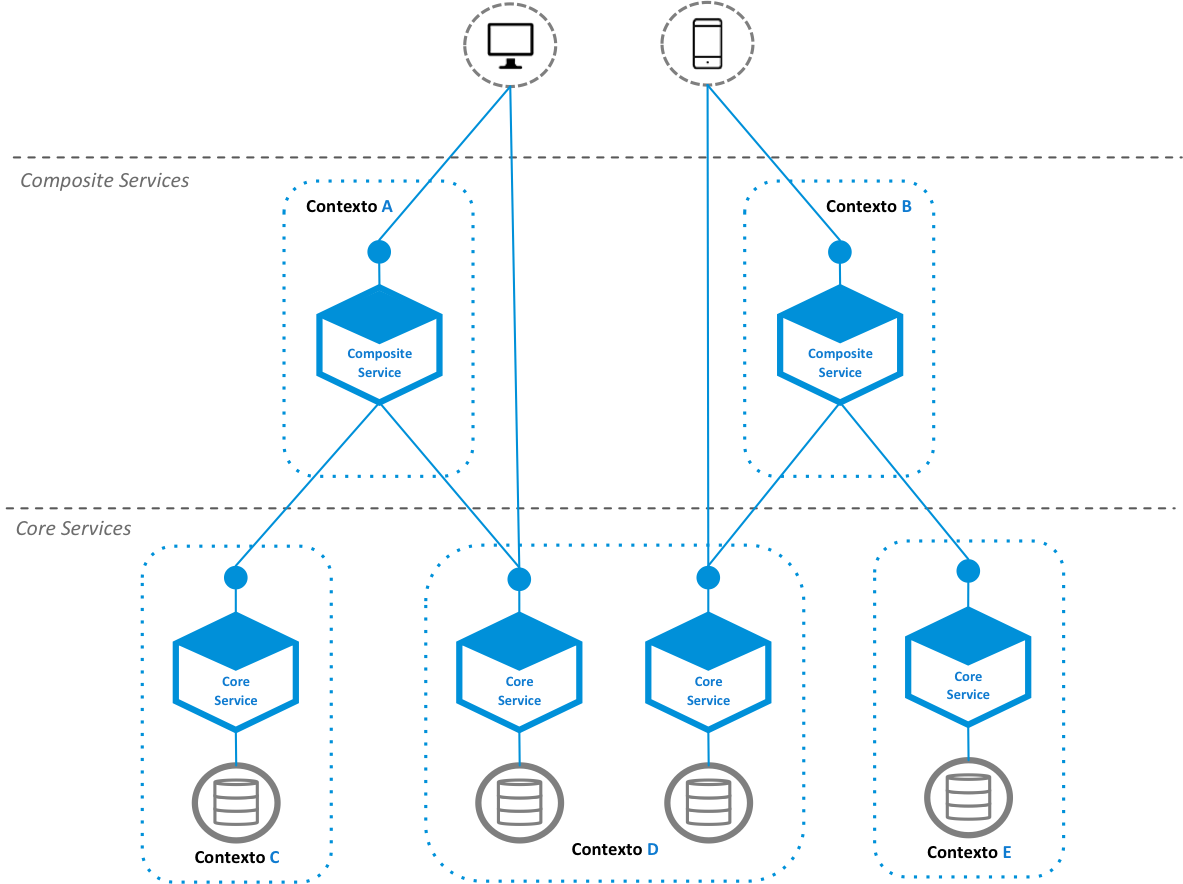 Composite Services
Contexto A
Contexto B
Composite
Service
Composite
Service
Core Services
Core
Service
Core
Service
Core
Service
Core
Service
Contexto C
Contexto D
Contexto E